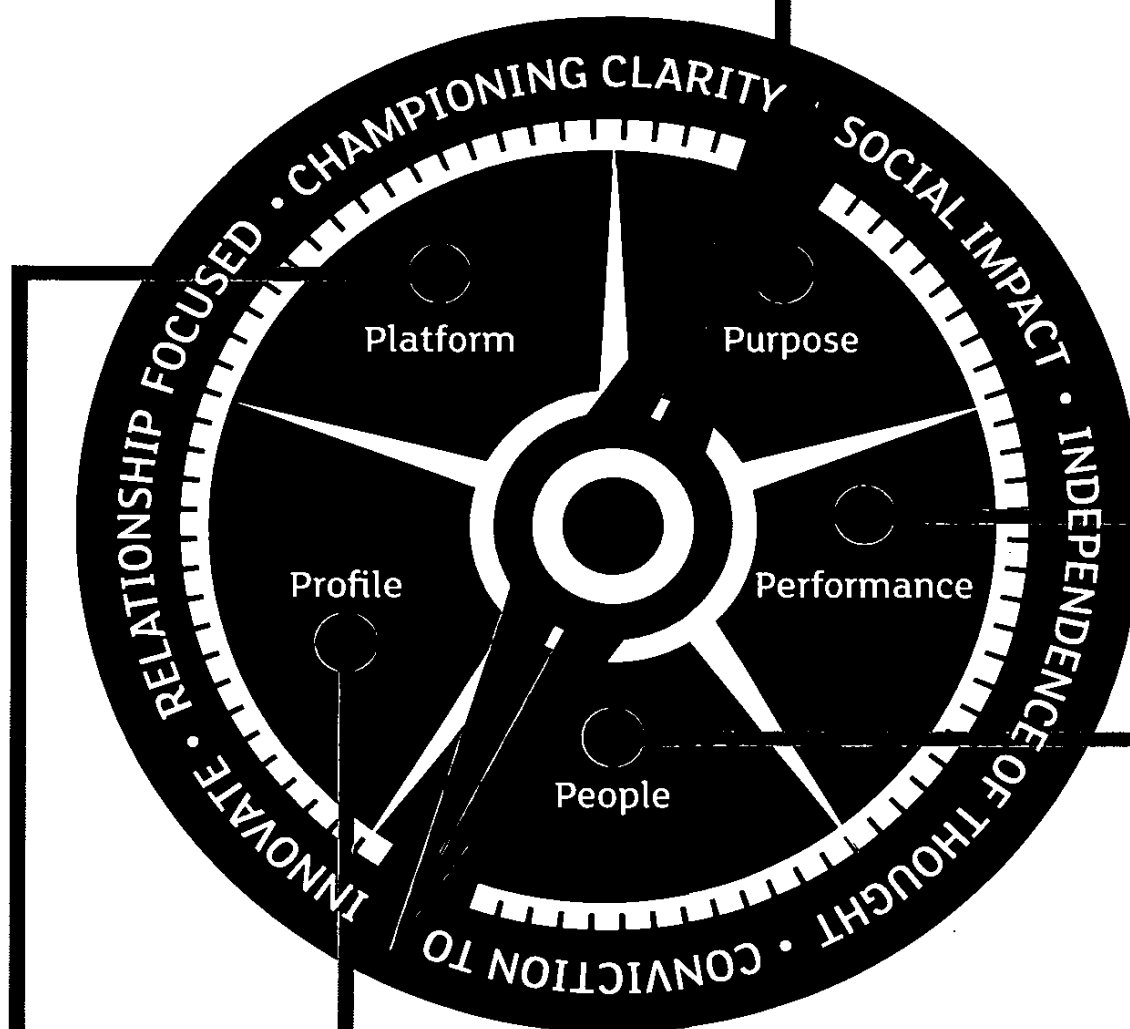 CHAMPIONING CLARITY
SOCIAL IMPACT •
INDEPENDENCE OF THOUGHT •
CONVICTION TO
INNOVATE •
RELATIONSHIP FOCUSED •
Platform
Purpose
Profile
Performance
People